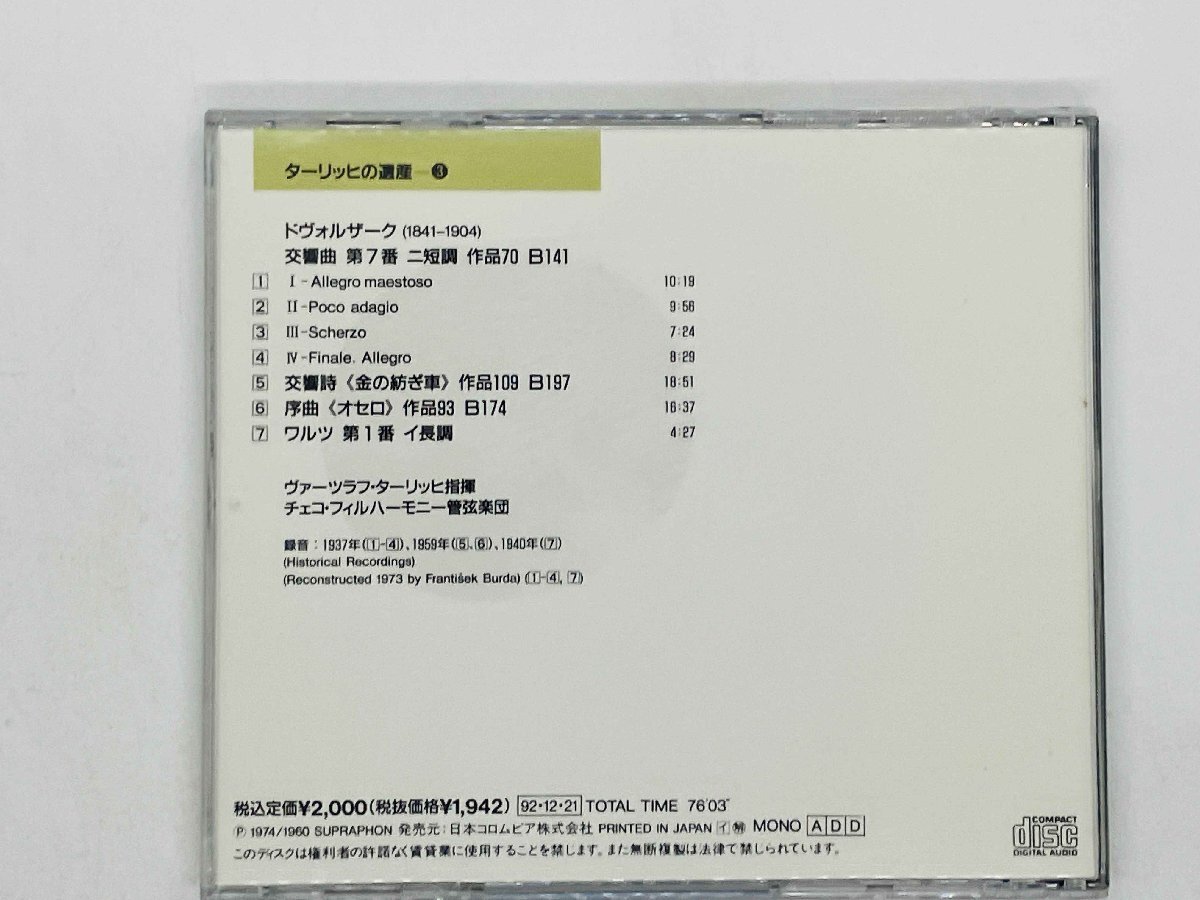 ターリッヒの遺産—❸
ドヴォルザーク (1841–1904)
交響曲 第7番 ニ短調 作品70 B141
1 I-Allegro maestoso 10:19
2 II-Poco adagio 9:56
3 III-Scherzo 7:24
4 IV-Finale. Allegro 8:29
5 交響詩《金の紡ぎ車》作品109 B197 18:51
6 序曲《オセロ》作品93 B174 16:37
7 ワルツ 第1番 イ長調 4:27
ヴァーツラフ・ターリッヒ指揮
チェコ・フィルハーモニー管弦楽団
録音：1937年(1-4)、1959年(5、6)、1940年(7)
(Historical Recordings)
(Reconstructed 1973 by František Burda) (1-4, 7)
税込定価¥2,000(税抜価格¥1,942) 92・12・21 TOTAL TIME 76'03"
Ⓟ 1974/1960 SUPRAPHON 発売元：日本コロムビア株式会社 PRINTED IN JAPAN イ MONO ADD
このディスクは権利者の許諾なく賃貸業に使用することを禁じます。また無断複製は法律で禁じられています。
COMPACT
disc
DIGITAL AUDIO